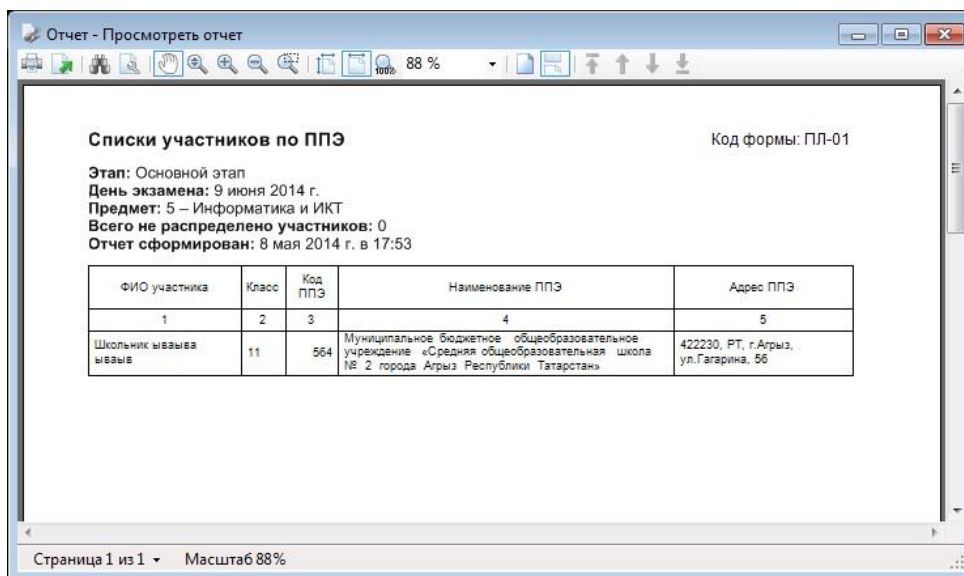 Отчет - Просмотреть отчет
100%
88 %
Списки участников по ППЭ
Код формы: ПЛ-01
Этап: Основной этап
День экзамена: 9 июня 2014 г.
Предмет: 5 – Информатика и ИКТ
Всего не распределено участников: 0
Отчет сформирован: 8 мая 2014 г. в 17:53
ФИО участника
Класс
Код
ППЭ
Наименование ППЭ
Адрес ППЭ
1
2
3
4
5
Школьник ываыва
ываыв
11
564
Муниципальное бюджетное общеобразовательное
учреждение «Средняя общеобразовательная школа
№ 2 города Агрыз Республики Татарстан»
422230, РТ, г.Агрыз,
ул.Гагарина, 56
Страница 1 из 1
Масштаб 88%